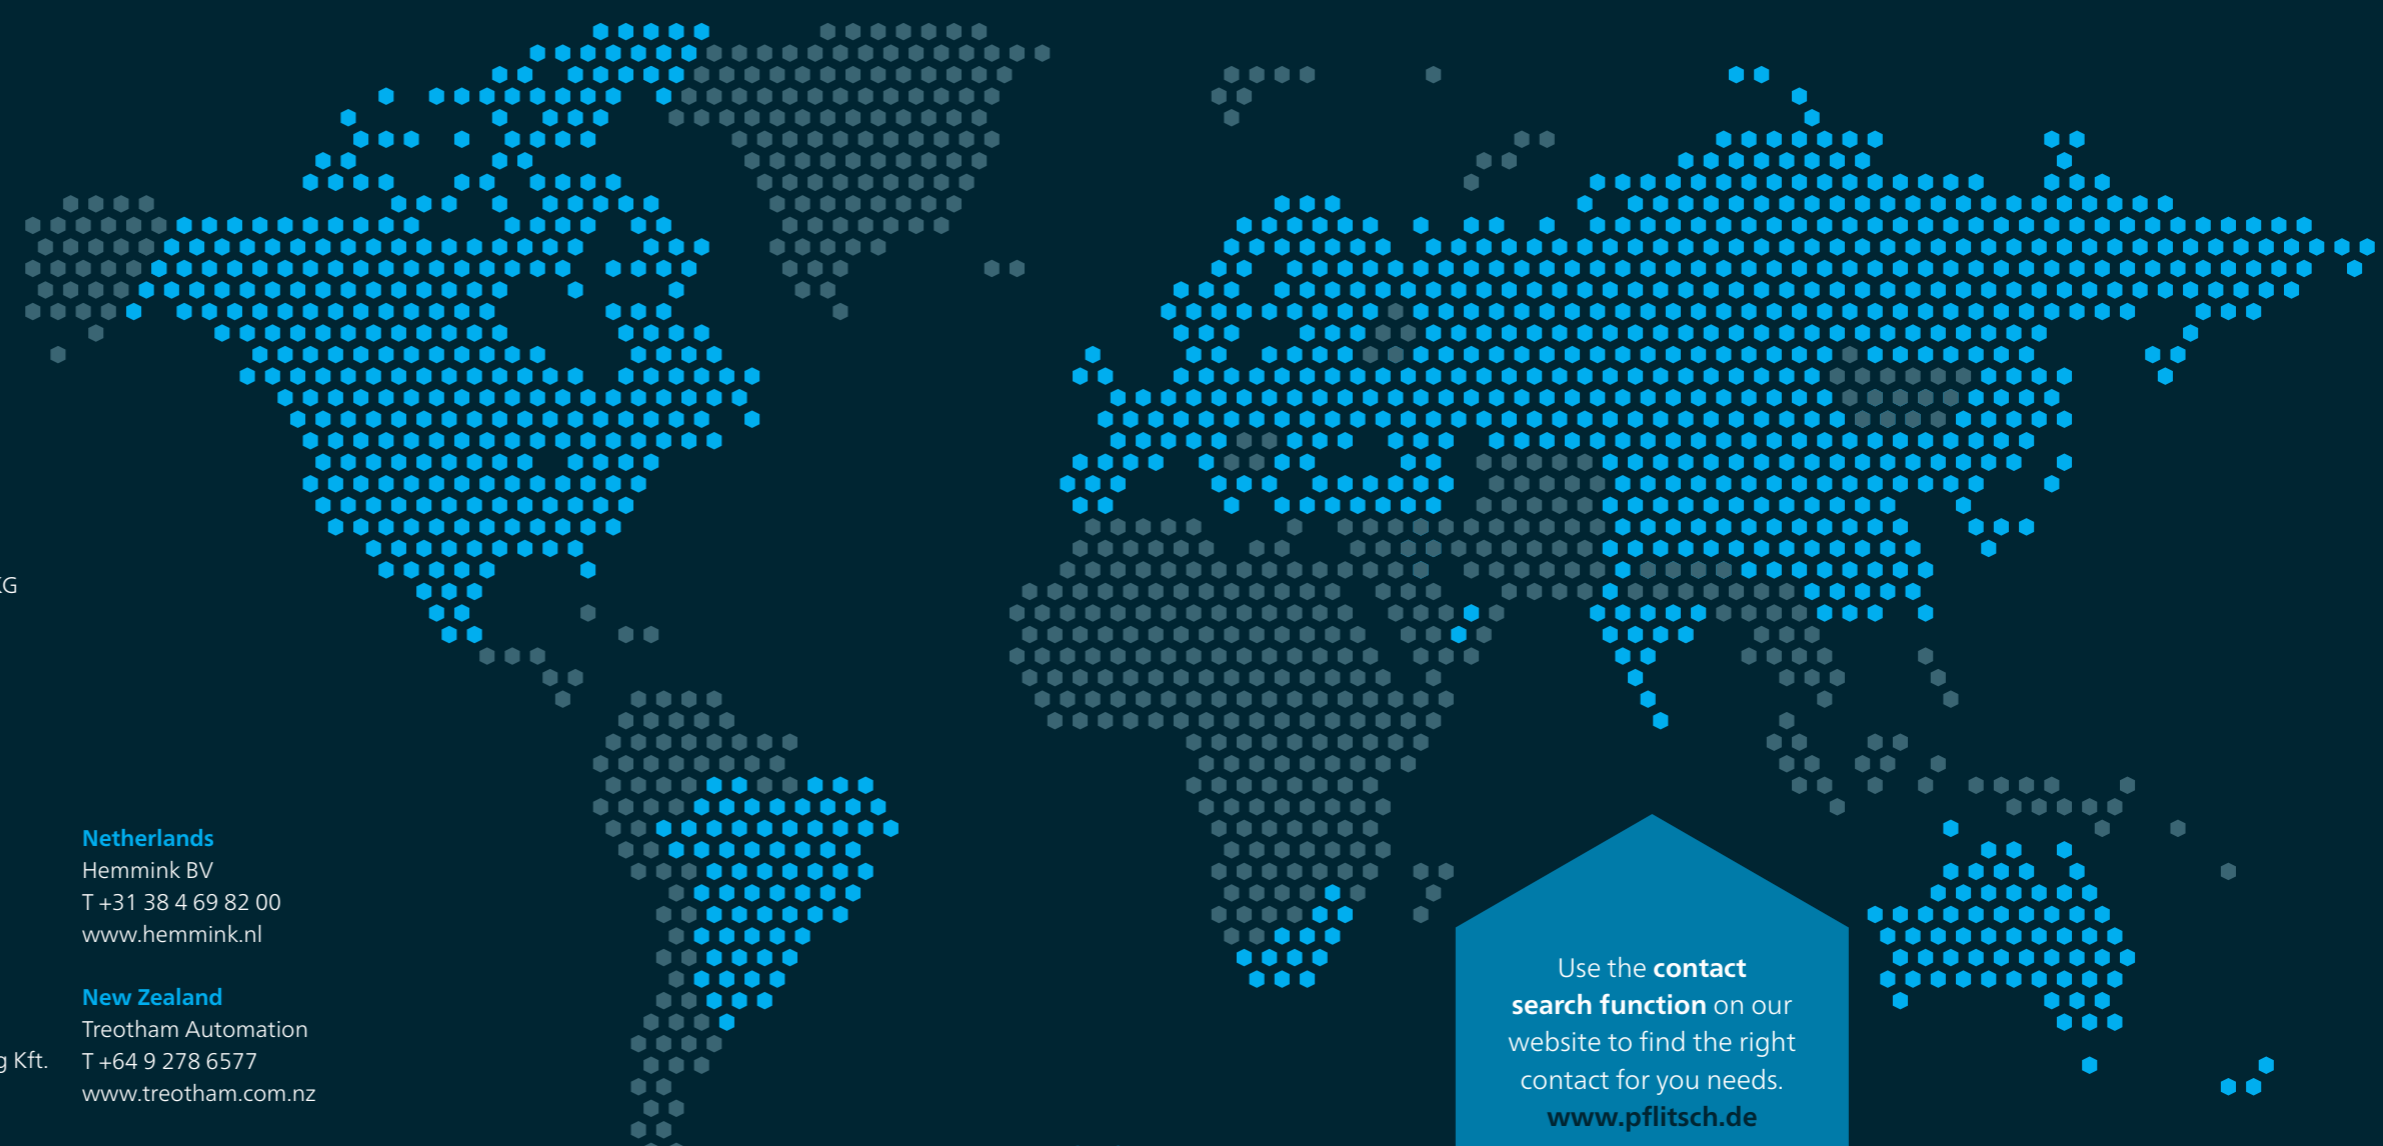 KG
g Kft.
Netherlands
Hemmink BV
T +31 38 4 69 82 00
www.hemmink.nl
New Zealand
Treotham Automation
T +64 9 278 6577
www.treotham.com.nz
Use the contact
search function on our
website to find the right
contact for you needs.
www.pflitsch.de